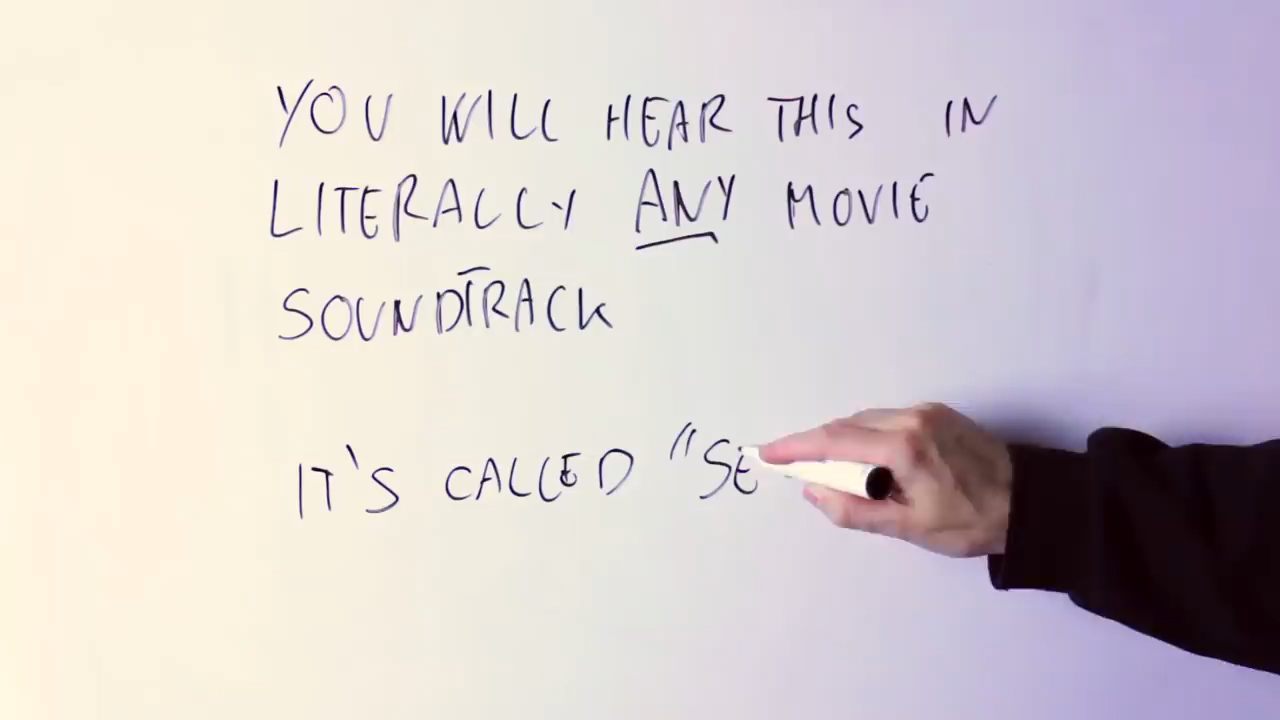 YOU WILL HEAR THIS IN
LITERALLY ANY MOVIE
SOUNDTRACK
IT'S CALLED "SE